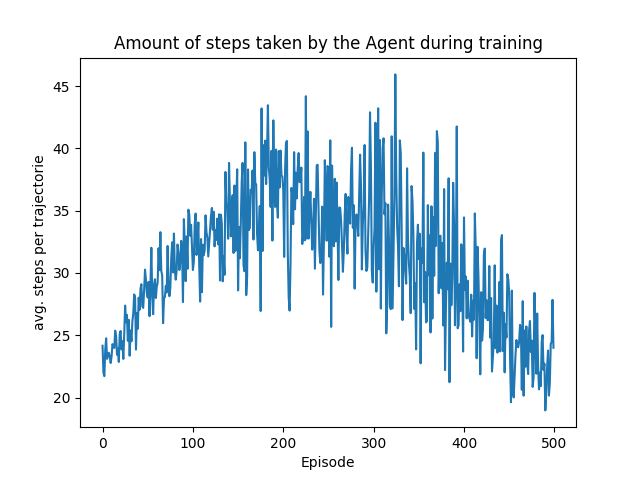 Amount of steps taken by the Agent during training
45
40
35
30
25
20
avg. steps per trajectorie
0 100 200 300 400 500
Episode